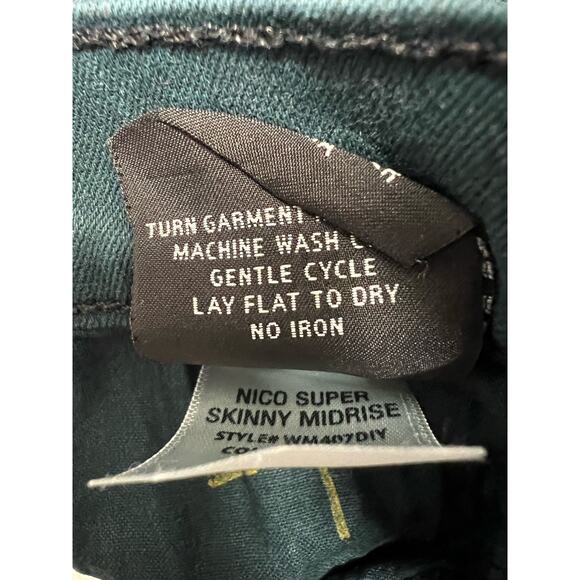 TURN GARMENT
MACHINE WASH
GENTLE CYCLE
LAY FLAT TO DRY
NO IRON
NICO SUPER
SKINNY MIDRISE
STYLE# WM407DIY